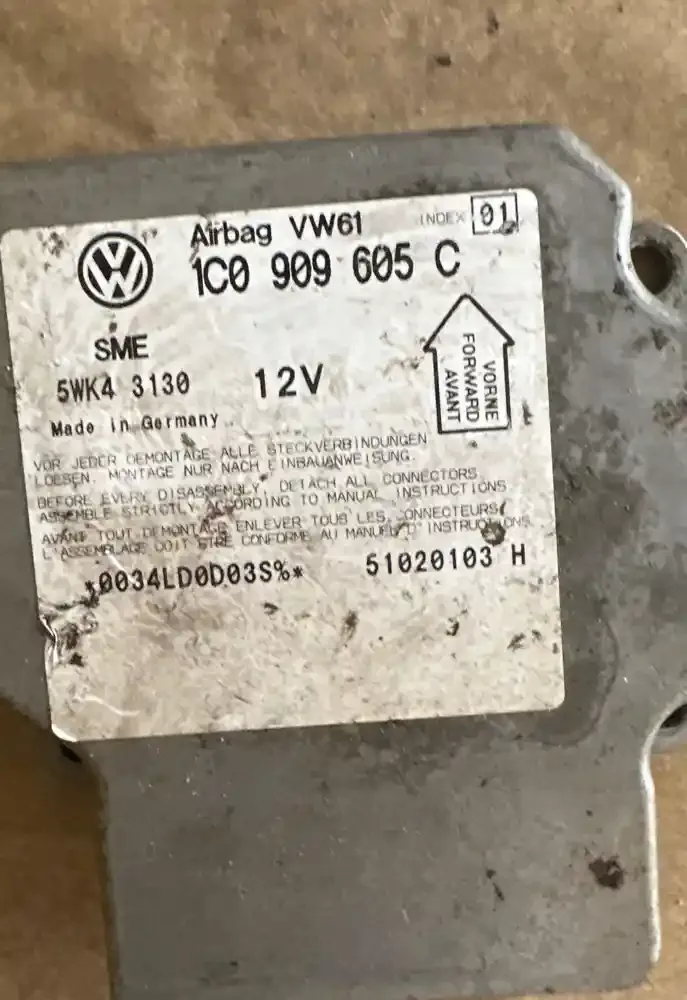 Airbag VW61
INDEX 01
1C0 909 605 C
SME
5WK4 3130
12V
VORNE
FORWARD
AVANT
Made in Germany
VOR JEDER DEMONTAGE ALLE STECKVERBINDUNGEN
LOESEN. MONTAGE NUR NACH EINBAUANWEISUNG.
BEFORE EVERY DISASSEMBLY, DETACH ALL CONNECTORS
ASSEMBLE STRICTLY ACCORDING TO MANUAL INSTRUCTIONS
AVANT TOUT DEMONTAGE ENLEVER TOUS LES CONNECTEURS
L'ASSEMBLAGE DOIT ETRE CONFORME AU MANUEL D'INSTRUCTIONS
*0034LD0D03S%*
51020103 H